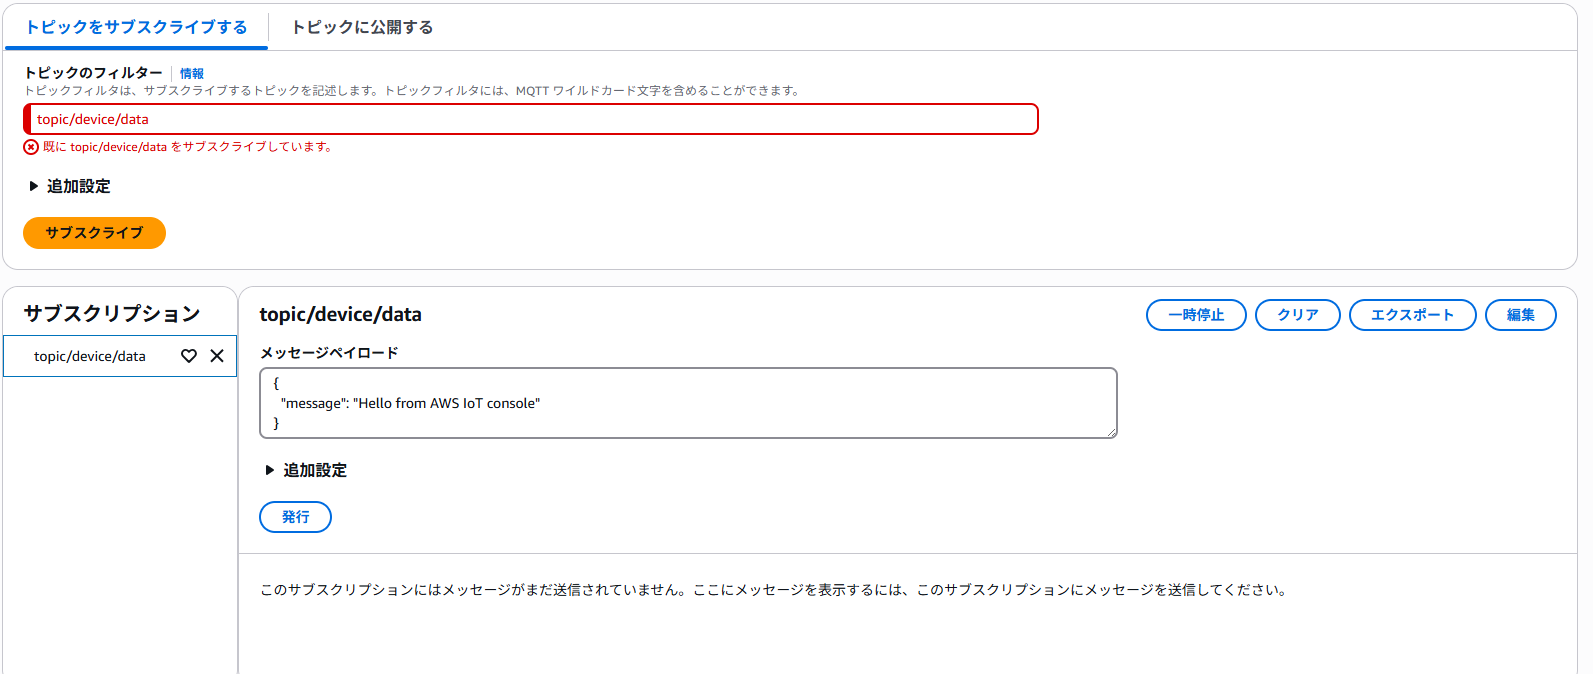 トピックをサブスクライブする トピックに公開する
トピックのフィルター 情報
トピックフィルタは、サブスクライブするトピックを記述します。トピックフィルタには、MQTT ワイルドカード文字を含めることができます。
topic/device/data
既に topic/device/data をサブスクライブしています。
追加設定
サブスクライブ
サブスクリプション
topic/device/data
topic/device/data
一時停止 クリア エクスポート 編集
メッセージペイロード
{
"message": "Hello from AWS IoT console"
}
追加設定
発行
このサブスクリプションにはメッセージがまだ送信されていません。ここにメッセージを表示するには、このサブスクリプションにメッセージを送信してください。